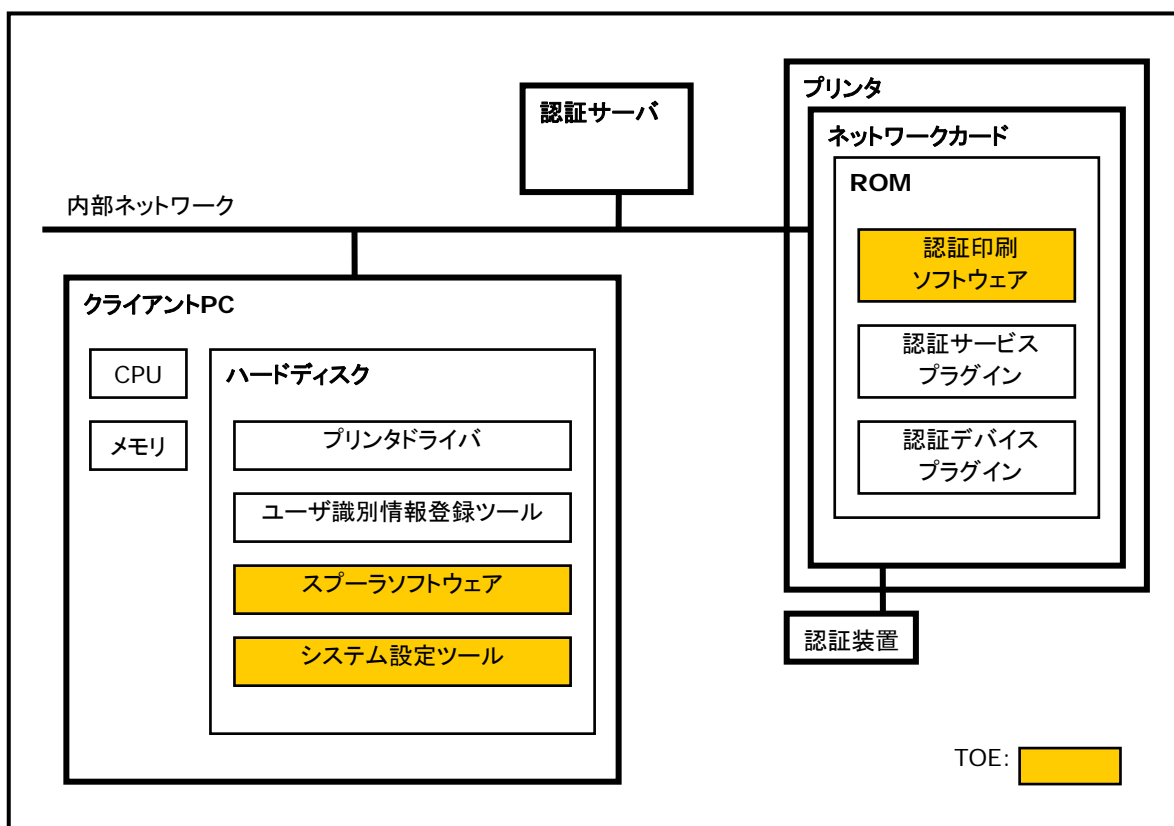 認証サーバ
プリンタ
ネットワークカード
ROM
認証印刷
ソフトウェア
認証サービス
プラグイン
認証デバイス
プラグイン
内部ネットワーク
クライアントPC
CPU
メモリ
ハードディスク
プリンタドライバ
ユーザ識別情報登録ツール
スプーラソフトウェア
システム設定ツール
認証装置
TOE: